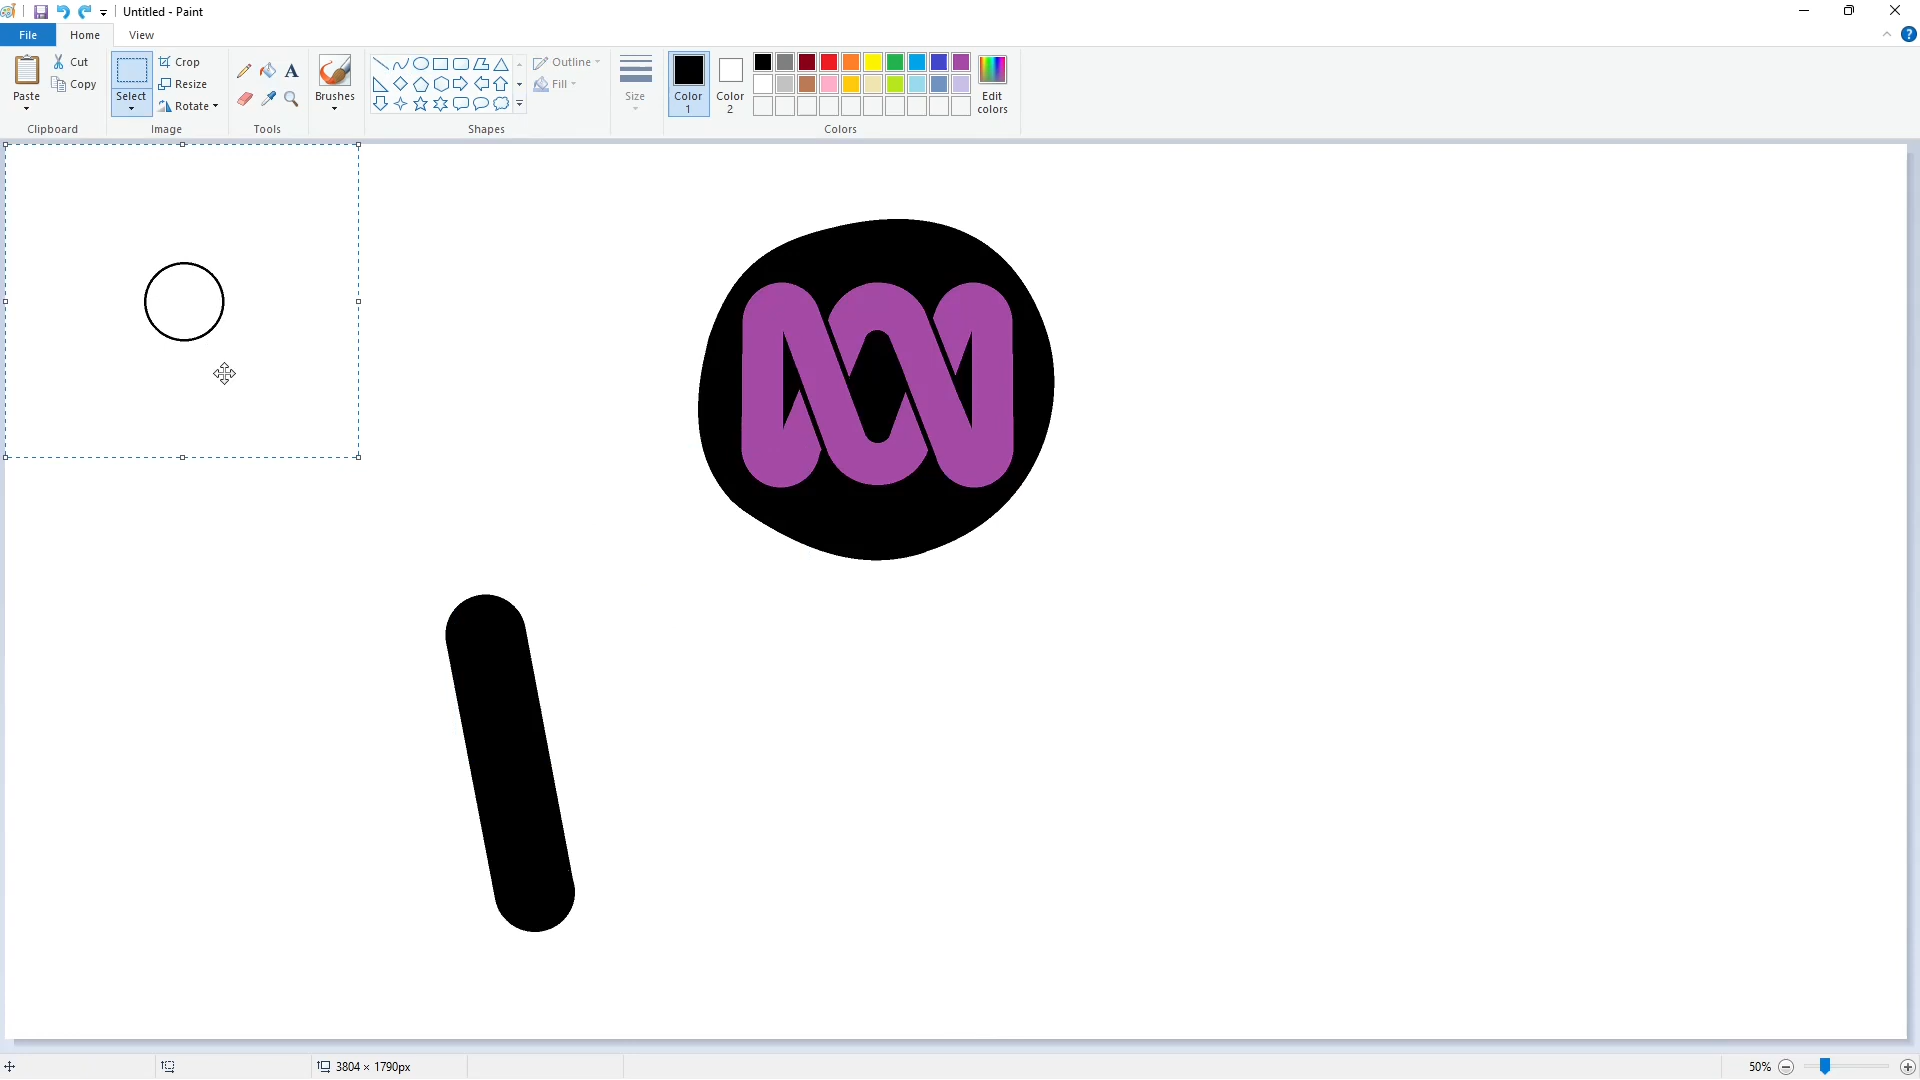 Untitled - Paint
File
Home
View
Paste
Cut
Copy
Clipboard
Select
Crop
Resize
Rotate
Image
A
Tools
Brushes
Outline
Fill
Shapes
Size
Color
1
Color
2
Edit
colors
Colors
?
3804 × 1790px
50%